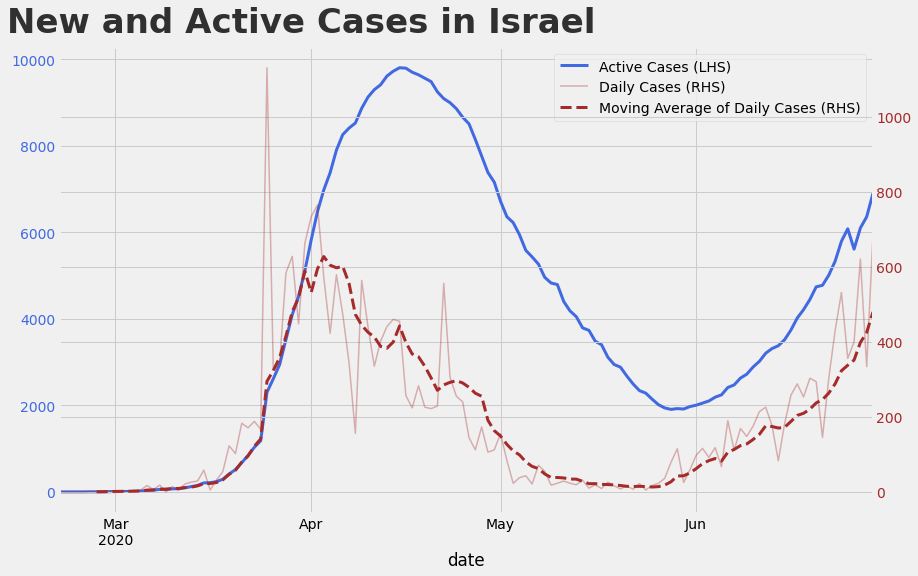 New and Active Cases in Israel
Active Cases (LHS)
Daily Cases (RHS)
Moving Average of Daily Cases (RHS)
10000
8000
6000
4000
2000
0
1000
800
600
400
200
0
Mar
2020
Apr
May
Jun
date